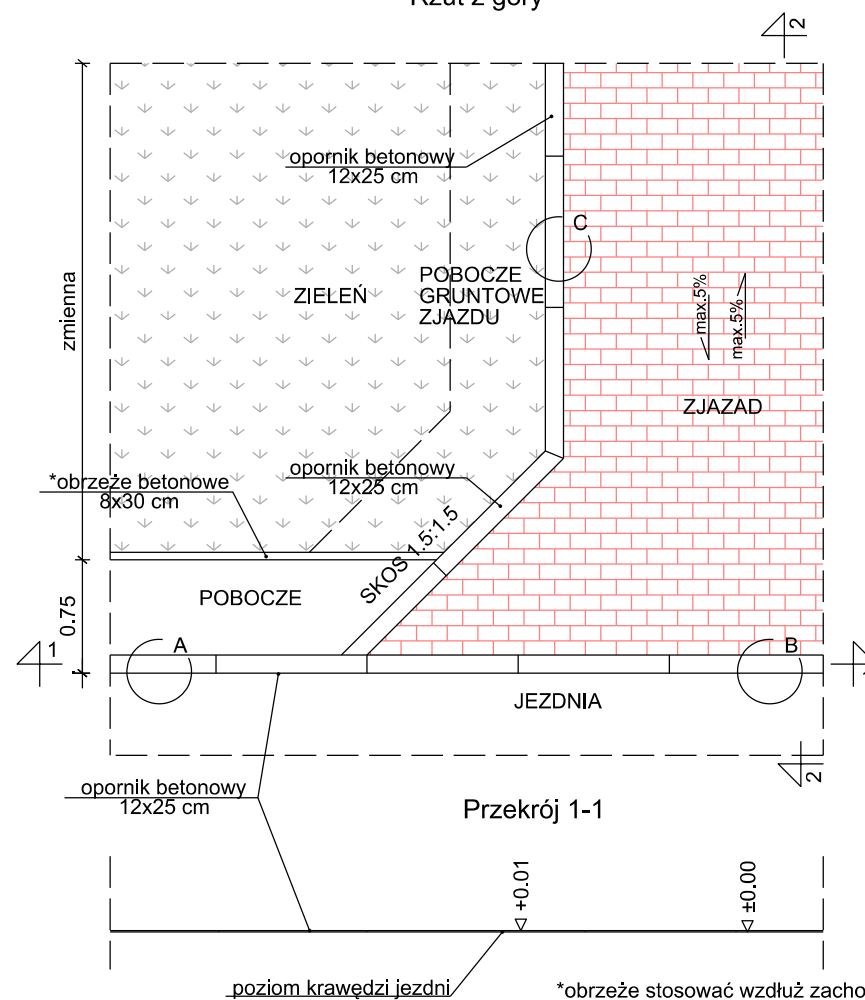 Rzut z góry
2
opornik betonowy
12x25 cm
C
zmienna
ZIELEŃ
POBOCZE
GRUNTOWE
ZJAZDU
max.5%
max.5%
ZJAZAD
opornik betonowy
12x25 cm
*obrzeże betonowe
8x30 cm
SKOS 1.5:1.5
0.75
POBOCZE
1
A
B
JEZDNIA
2
opornik betonowy
12x25 cm
Przekrój 1-1
+0.01
±0.00
poziom krawędzi jezdni
*obrzeże stosować wzdłuż zacho